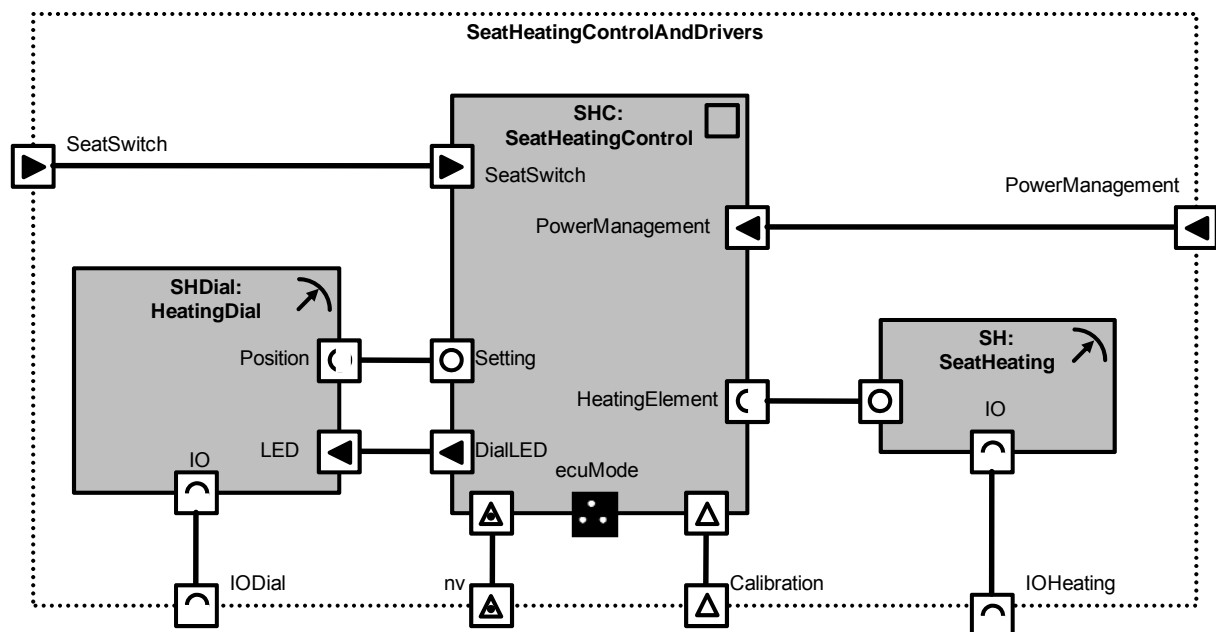 SeatHeatingControlAndDrivers
SHC:
SeatHeatingControl
SeatSwitch
SeatSwitch
PowerManagement
PowerManagement
SHDial:
HeatingDial
SH:
SeatHeating
Position
Setting
HeatingElement
IO
LED
DialLED
IO
ecuMode
IODial
nv
Calibration
IOHeating